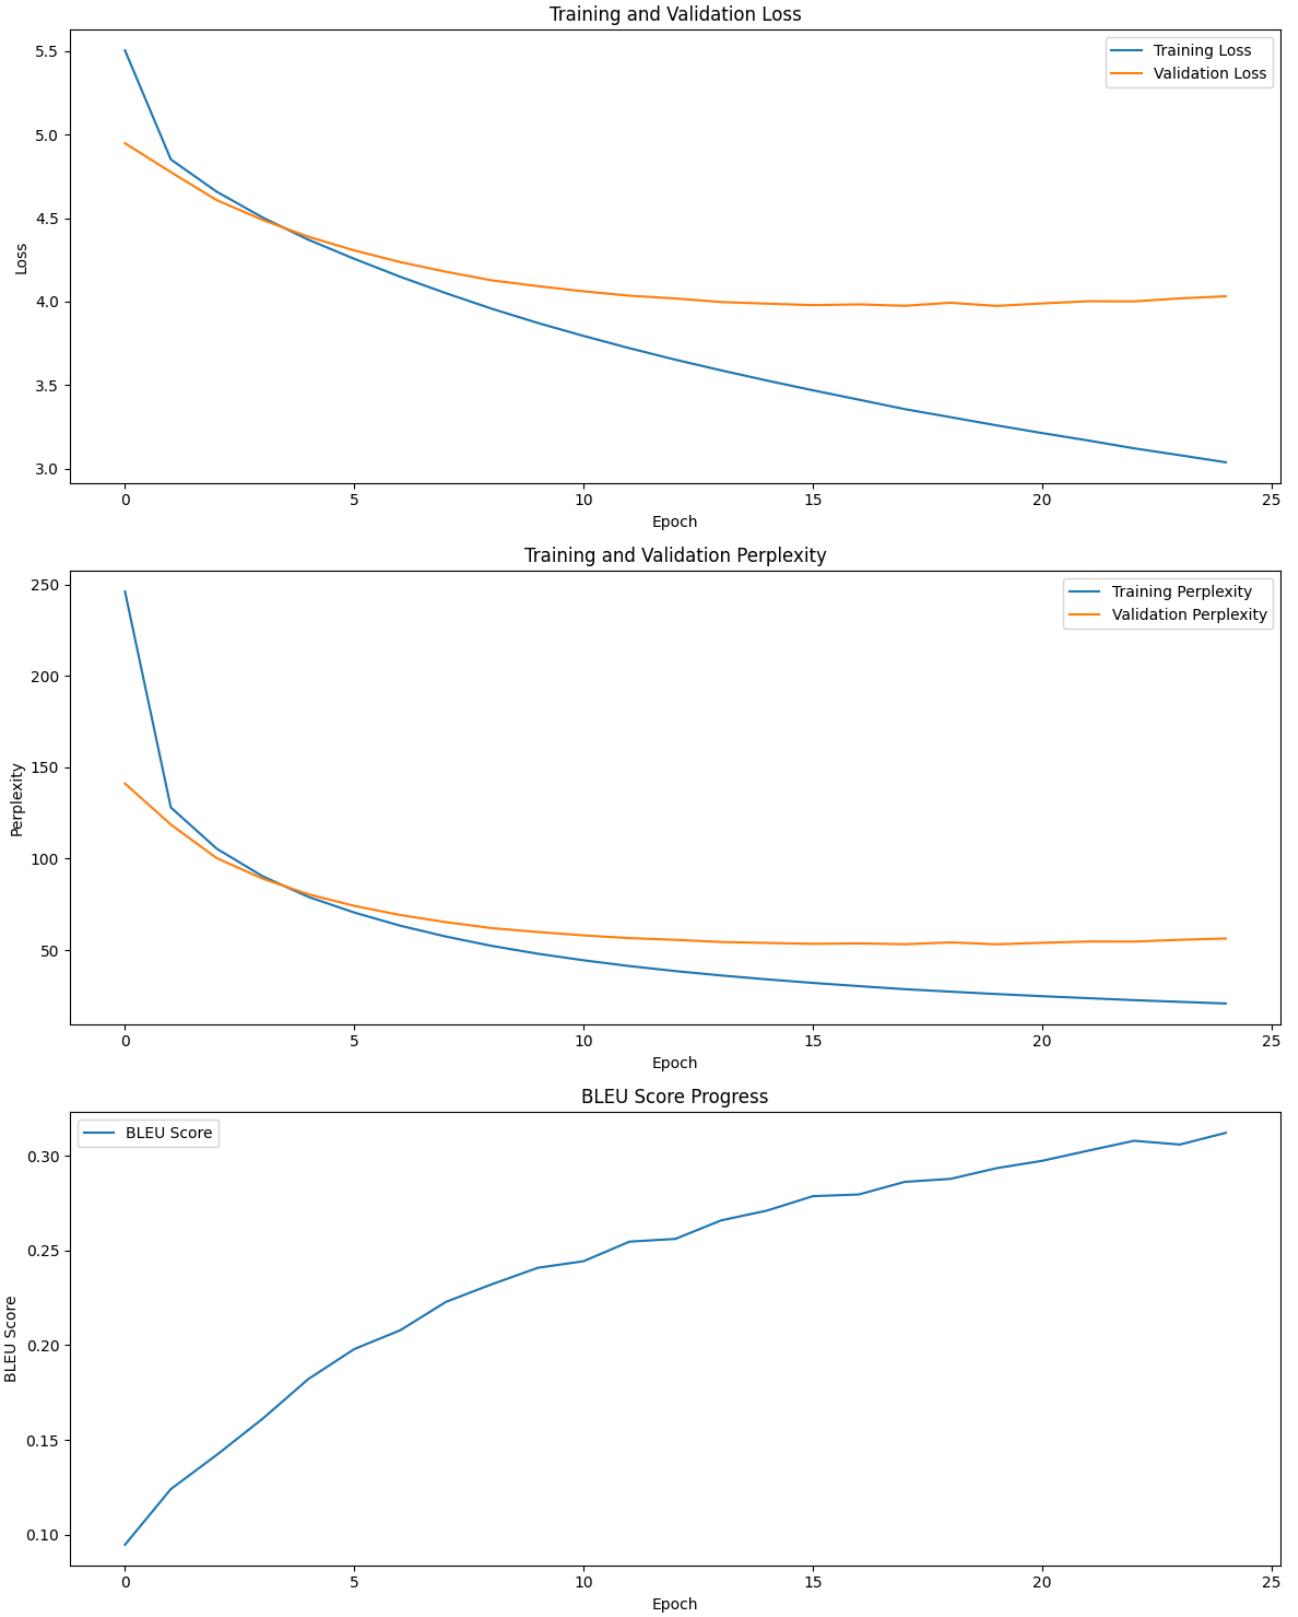 Training and Validation Loss
5.5
5.0
4.5
4.0
3.5
3.0
Loss
Training Loss
Validation Loss
0 5 10 15 20 25
Epoch
Training and Validation Perplexity
250
200
150
100
50
Perplexity
Training Perplexity
Validation Perplexity
0 5 10 15 20 25
Epoch
BLEU Score Progress
BLEU Score
0.30
0.25
0.20
0.15
0.10
BLEU Score
0 5 10 15 20 25
Epoch